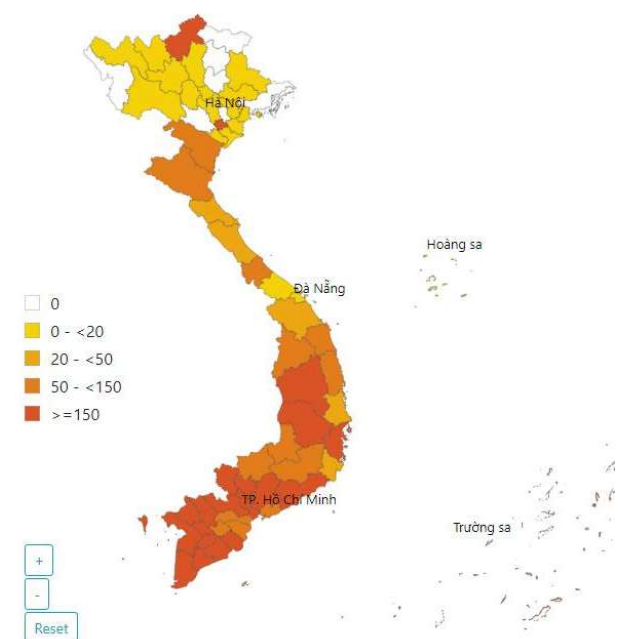 Hà Nội
Hoàng sa
Đà Nẵng
0
0 - <20
20 - <50
50 - <150
>=150
TP. Hồ Chí Minh
Trường sa
+
-
Reset